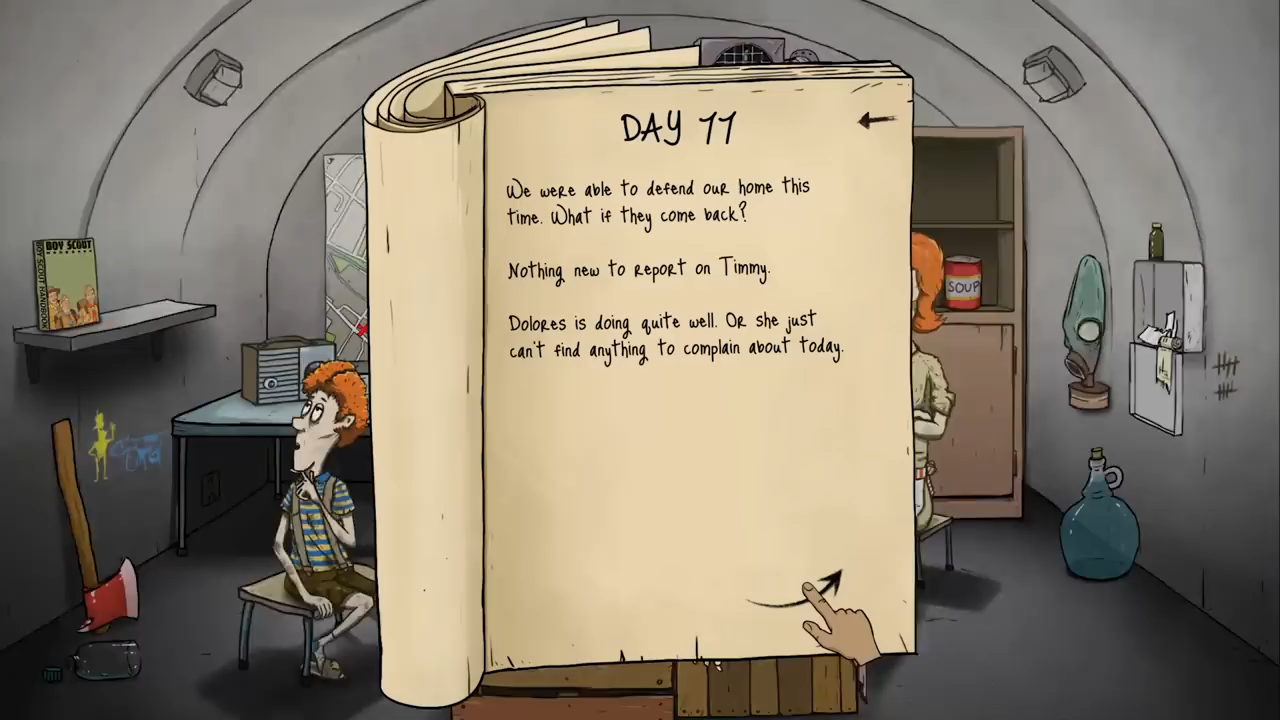 DAY 11
We were able to defend our home this
time. What if they come back?
Nothing new to report on Timmy.
Dolores is doing quite well. Or she just
can't find anything to complain about today.
BOY SCOUT
BOY SCOUT HANDBOOK
SOUP